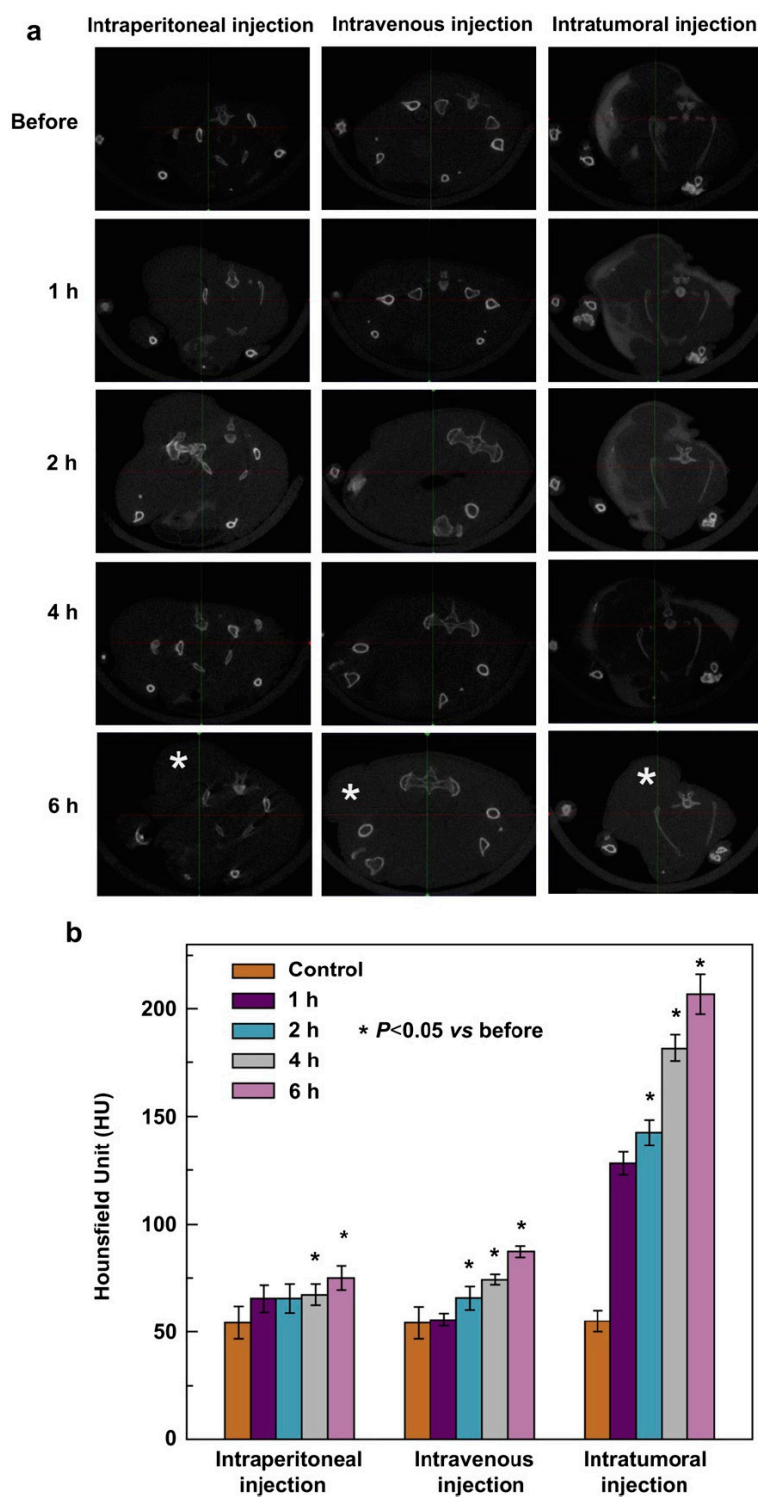 a
Intraperitoneal injection
Intravenous injection
Intratumoral injection
Before
1 h
2 h
4 h
*
*
*
6 h
b
Control
1 h
2 h
4 h
6 h
* P<0.05 vs before
*
*
*
*
*
*
*
*
Hounsfield Unit (HU)
200
150
100
50
0
Intraperitoneal
injection
Intravenous
injection
Intratumoral
injection